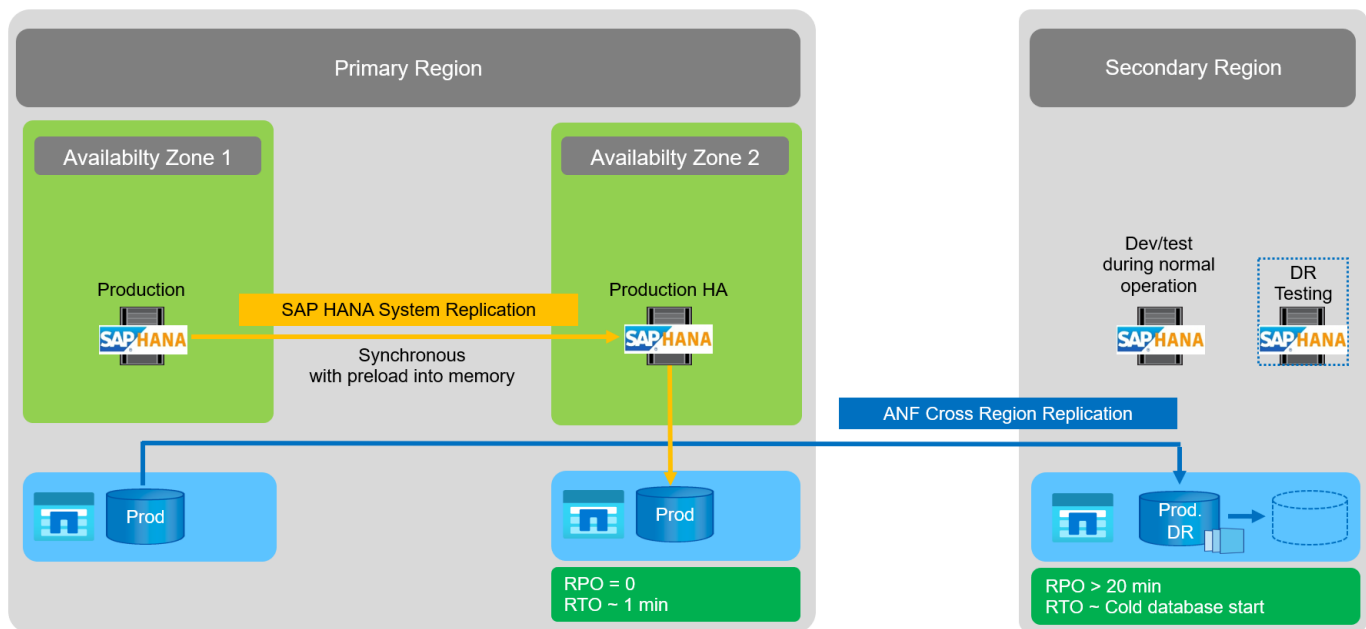 Primary Region
Secondary Region
Availabilty Zone 1
Availabilty Zone 2
Production
SAP HANA
SAP HANA System Replication
Synchronous
with preload into memory
Production HA
SAP HANA
Dev/test
during normal
operation
SAP HANA
DR
Testing
SAP HANA
ANF Cross Region Replication
Prod
Prod
Prod.
DR
RPO = 0
RTO ~ 1 min
RPO > 20 min
RTO ~ Cold database start